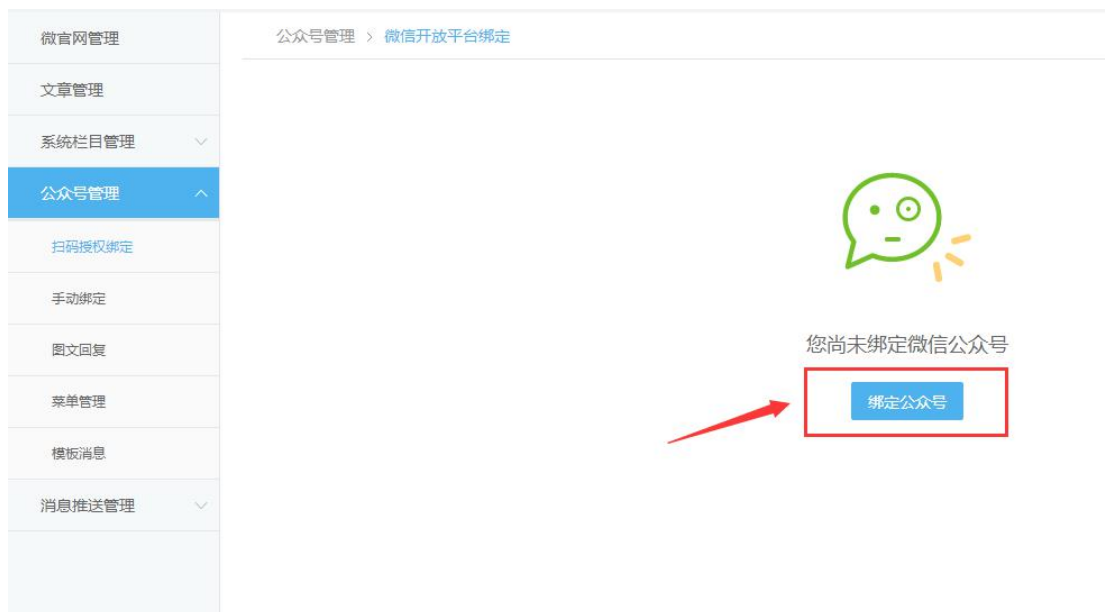 微官网管理
公众号管理 > 微信开放平台绑定
文章管理
系统栏目管理
公众号管理
扫码授权绑定
手动绑定
图文回复
菜单管理
模板消息
消息推送管理
您尚未绑定微信公众号
绑定公众号